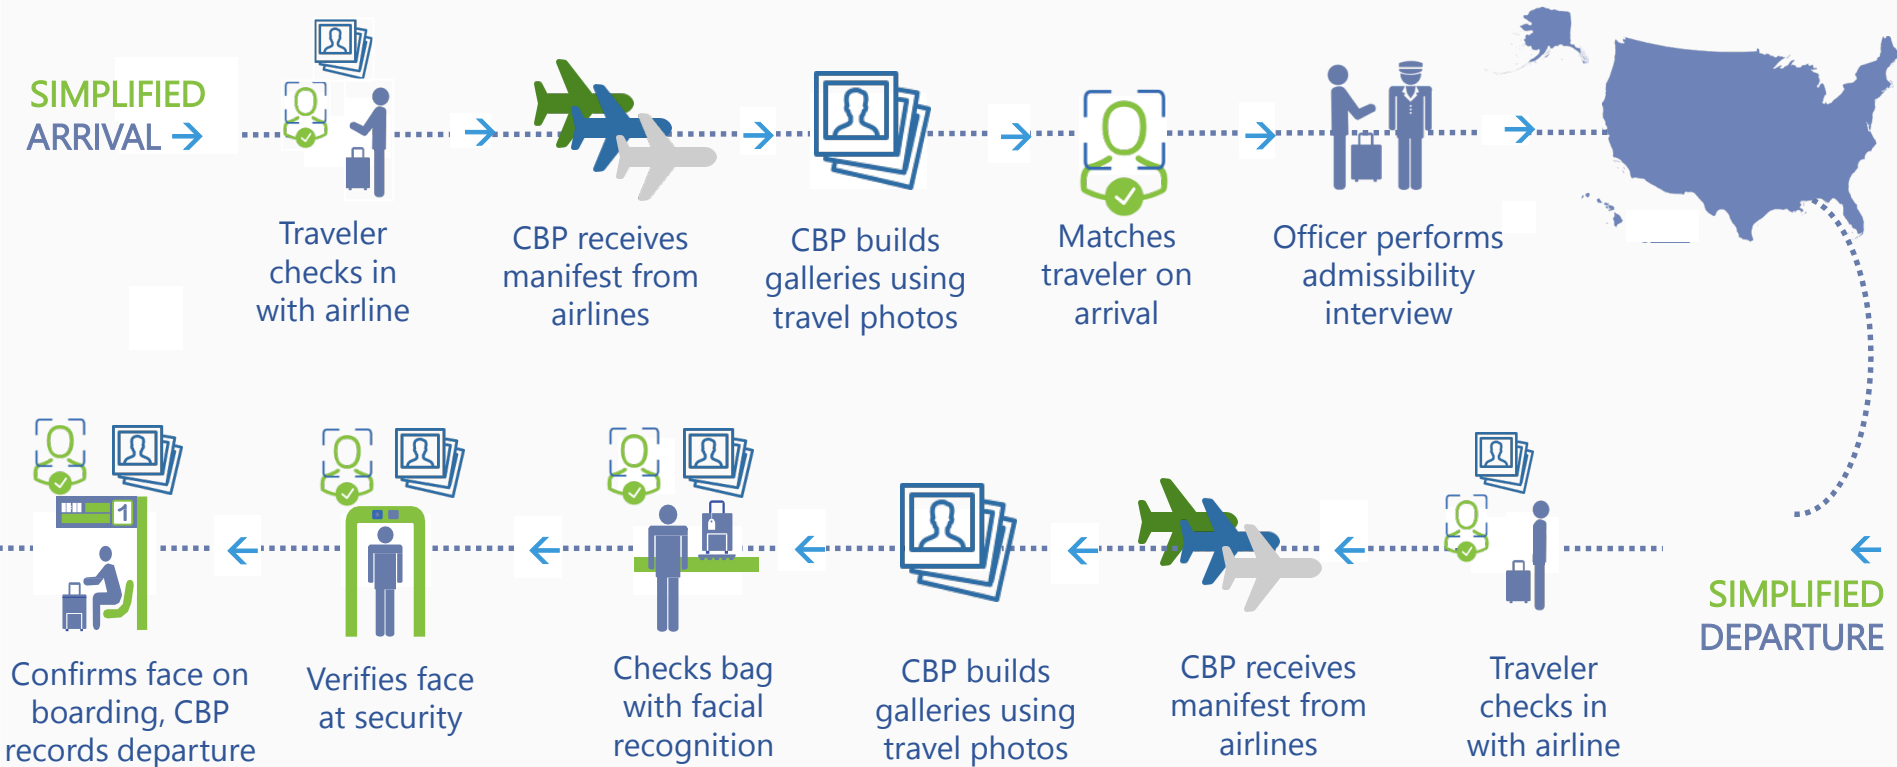 SIMPLIFIED
ARRIVAL
Traveler
checks in
with airline
CBP receives
manifest from
airlines
CBP builds
galleries using
travel photos
Matches
traveler on
arrival
Officer performs
admissibility
interview
SIMPLIFIED
DEPARTURE
Traveler
checks in
with airline
CBP receives
manifest from
airlines
CBP builds
galleries using
travel photos
Checks bag
with facial
recognition
Verifies face
at security
1
Confirms face on
boarding, CBP
records departure